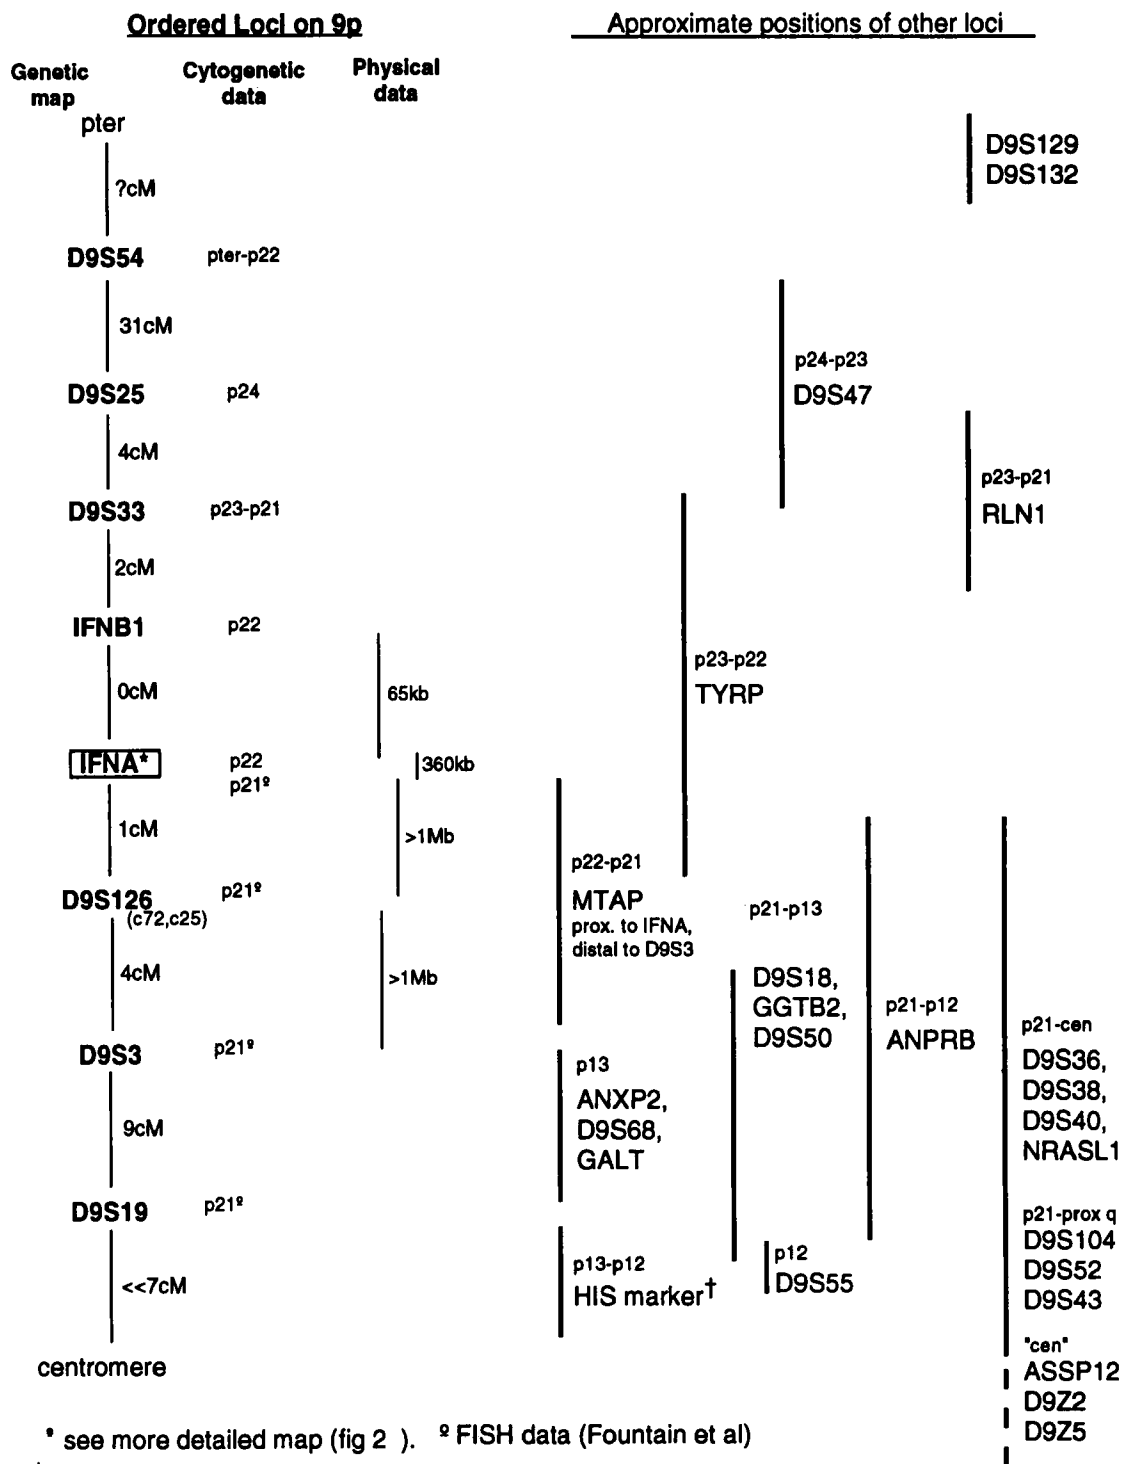 Ordered Loci on 9p
Approximate positions of other loci
Genetic map
Cytogenetic data
Physical data
pter
?cM
D9S54 pter-p22
31cM
D9S25 p24
4cM
D9S33 p23-p21
2cM
IFNB1 p22
0cM
65kb
IFNA* p22
p21º
360kb
1cM
>1Mb
D9S126 p21º
(c72,c25)
4cM
>1Mb
D9S3 p21º
9cM
D9S19 p21º
<<7cM
centromere
D9S129
D9S132
p24-p23
D9S47
p23-p21
RLN1
p23-p22
TYRP
p22-p21
MTAP
prox. to IFNA,
distal to D9S3
p21-p13
D9S18,
GGTB2,
D9S50
p21-p12
ANPRB
p13
ANXP2,
D9S68,
GALT
p13-p12
HIS marker†
p12
D9S55
p21-cen
D9S36,
D9S38,
D9S40,
NRASL1
p21-prox q
D9S104
D9S52
D9S43
"cen"
ASSP12
D9Z2
D9Z5
* see more detailed map (fig 2 ). º FISH data (Fountain et al)